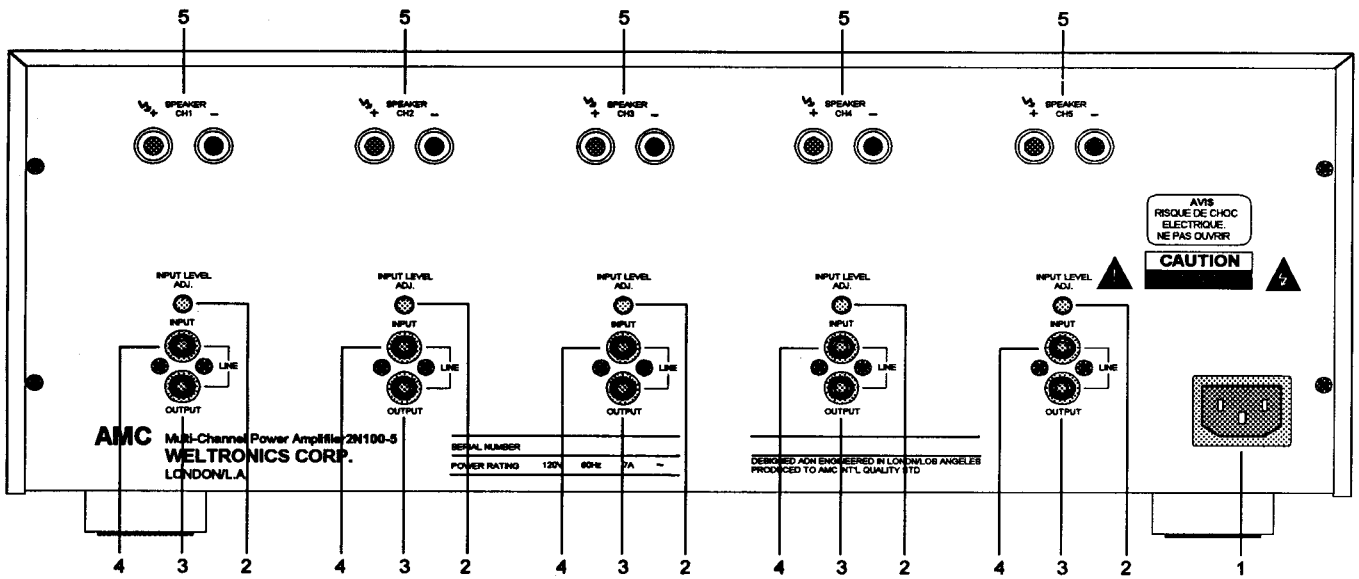 5 5 5 5 5
SPEAKER SPEAKER SPEAKER SPEAKER SPEAKER
+ CH1 - + CH2 - + CH3 - + CH4 - + CH5 -
AVIS
RISQUE DE CHOC
ELECTRIQUE.
NE PAS OUVRIR
CAUTION
INPUT LEVEL INPUT LEVEL INPUT LEVEL INPUT LEVEL INPUT LEVEL
ADJ. ADJ. ADJ. ADJ. ADJ.
INPUT INPUT INPUT INPUT INPUT
LINE LINE LINE LINE LINE
OUTPUT OUTPUT OUTPUT OUTPUT OUTPUT
AMC Multi-Channel Power Amplifiier2N100-5
WELTRONICS CORP.
LONDON/L.A.
SERIAL NUMBER
POWER RATING 120V 60Hz 7A ~
DESIGNED ADN ENGINEERED IN LONDN/LOS ANGELES
PRODUCED TO AMC INT'L QUALITY STD
4 3 2 4 3 2 4 3 2 4 3 2 4 3 2 1